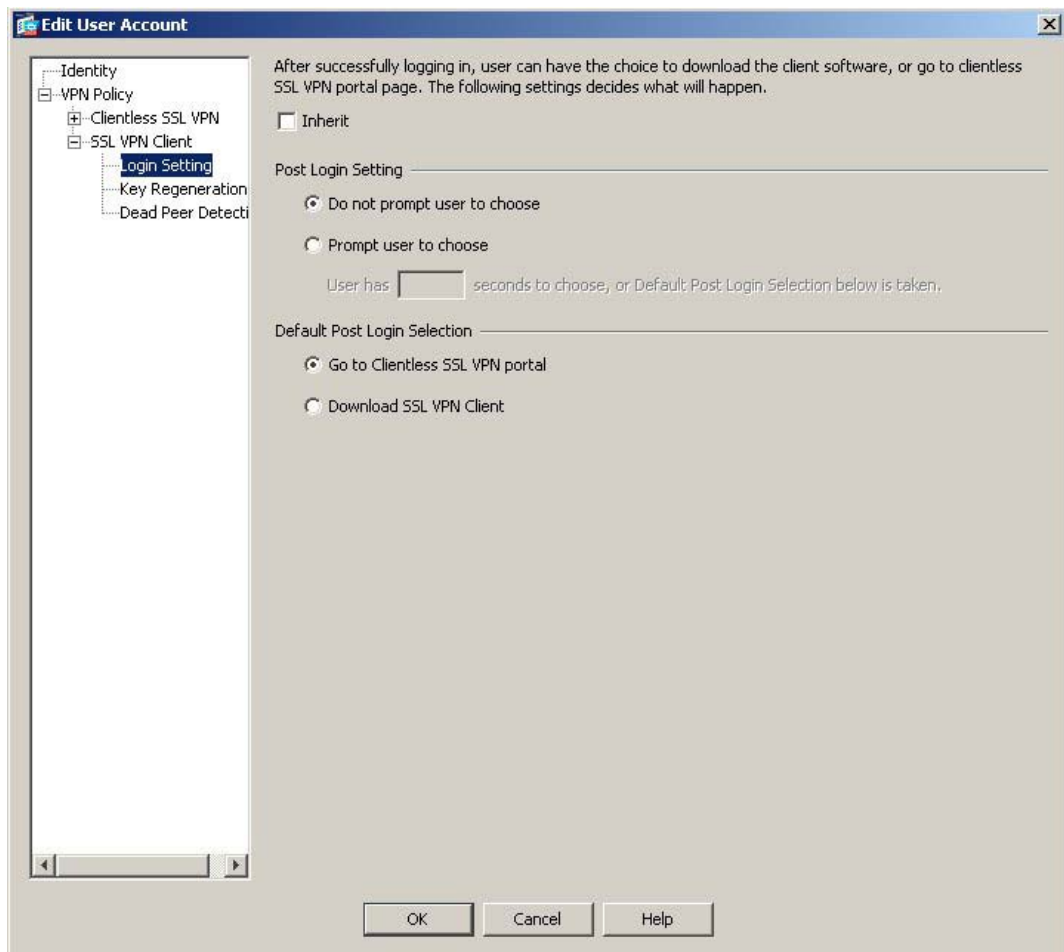 Edit User Account
Identity
VPN Policy
Clientless SSL VPN
SSL VPN Client
Login Setting
Key Regeneration
Dead Peer Detecti
After successfully logging in, user can have the choice to download the client software, or go to clientless
SSL VPN portal page. The following settings decides what will happen.
Inherit
Post Login Setting
Do not prompt user to choose
Prompt user to choose
User has seconds to choose, or Default Post Login Selection below is taken.
Default Post Login Selection
Go to Clientless SSL VPN portal
Download SSL VPN Client
OK Cancel Help